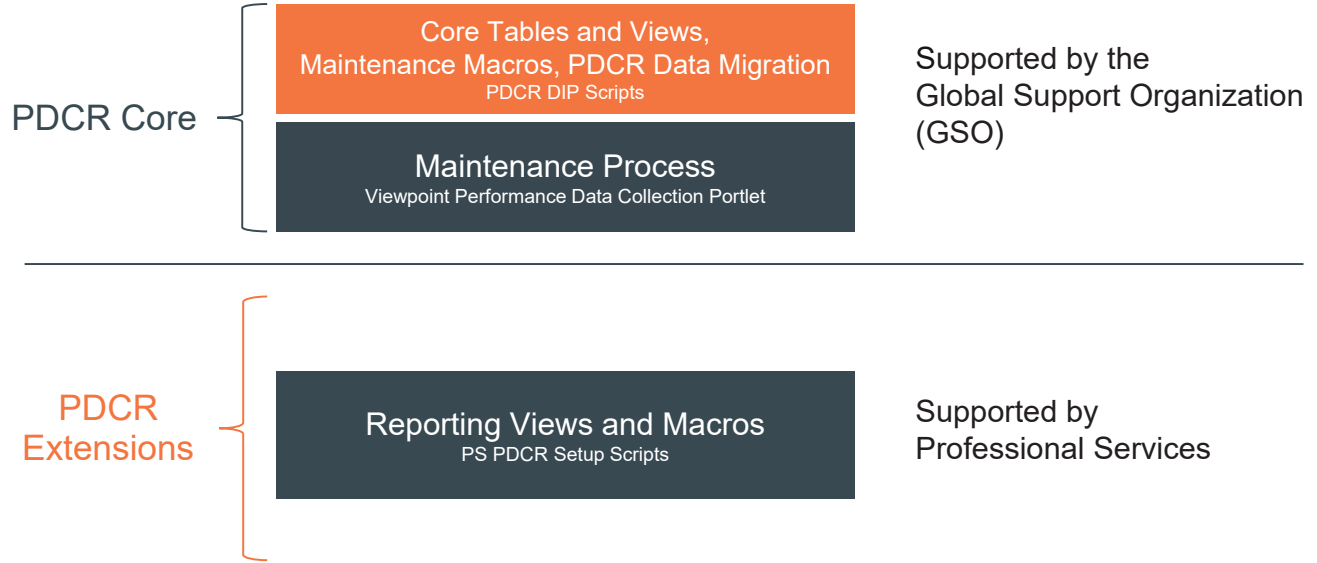 PDCR Core
Core Tables and Views,
Maintenance Macros, PDCR Data Migration
PDCR DIP Scripts
Maintenance Process
Viewpoint Performance Data Collection Portlet
Supported by the
Global Support Organization
(GSO)
PDCR
Extensions
Reporting Views and Macros
PS PDCR Setup Scripts
Supported by
Professional Services